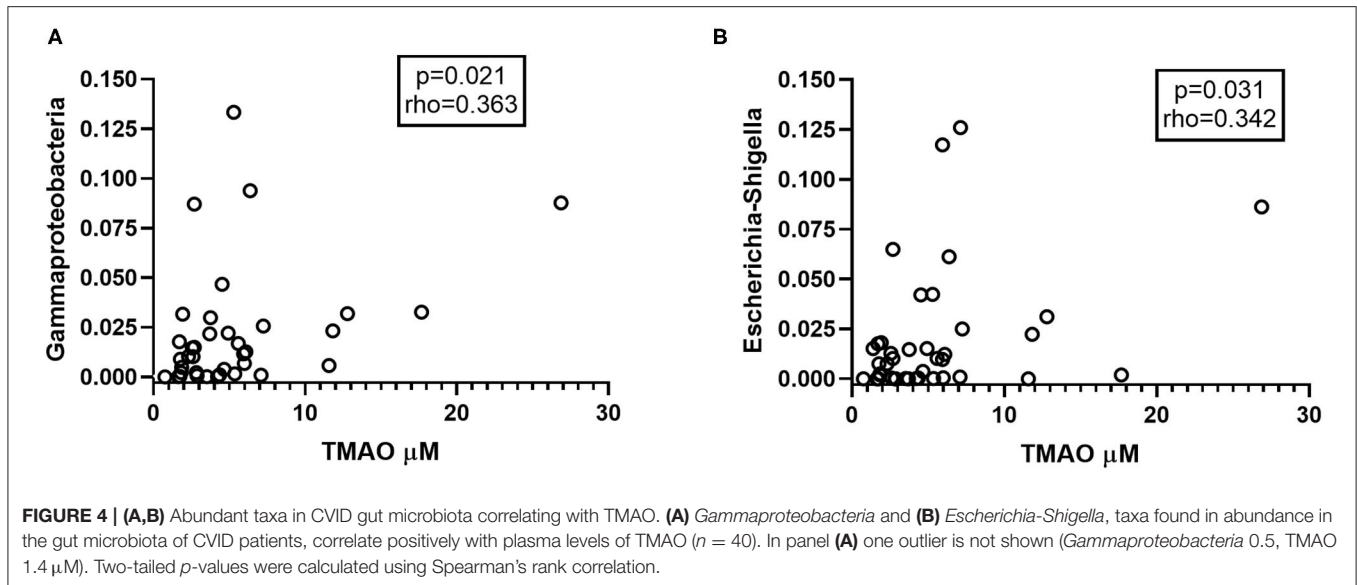 A
p=0.021
rho=0.363
Gammaproteobacteria
0.150
0.125
0.100
0.075
0.050
0.025
0.000
0 10 20 30
TMAO μM
B
p=0.031
rho=0.342
Escherichia-Shigella
0.150
0.125
0.100
0.075
0.050
0.025
0.000
0 10 20 30
TMAO μM
FIGURE 4 | (A,B) Abundant taxa in CVID gut microbiota correlating with TMAO. (A) Gammaproteobacteria and (B) Escherichia-Shigella, taxa found in abundance in
the gut microbiota of CVID patients, correlate positively with plasma levels of TMAO (n = 40). In panel (A) one outlier is not shown (Gammaproteobacteria 0.5, TMAO
1.4 μM). Two-tailed p-values were calculated using Spearman's rank correlation.